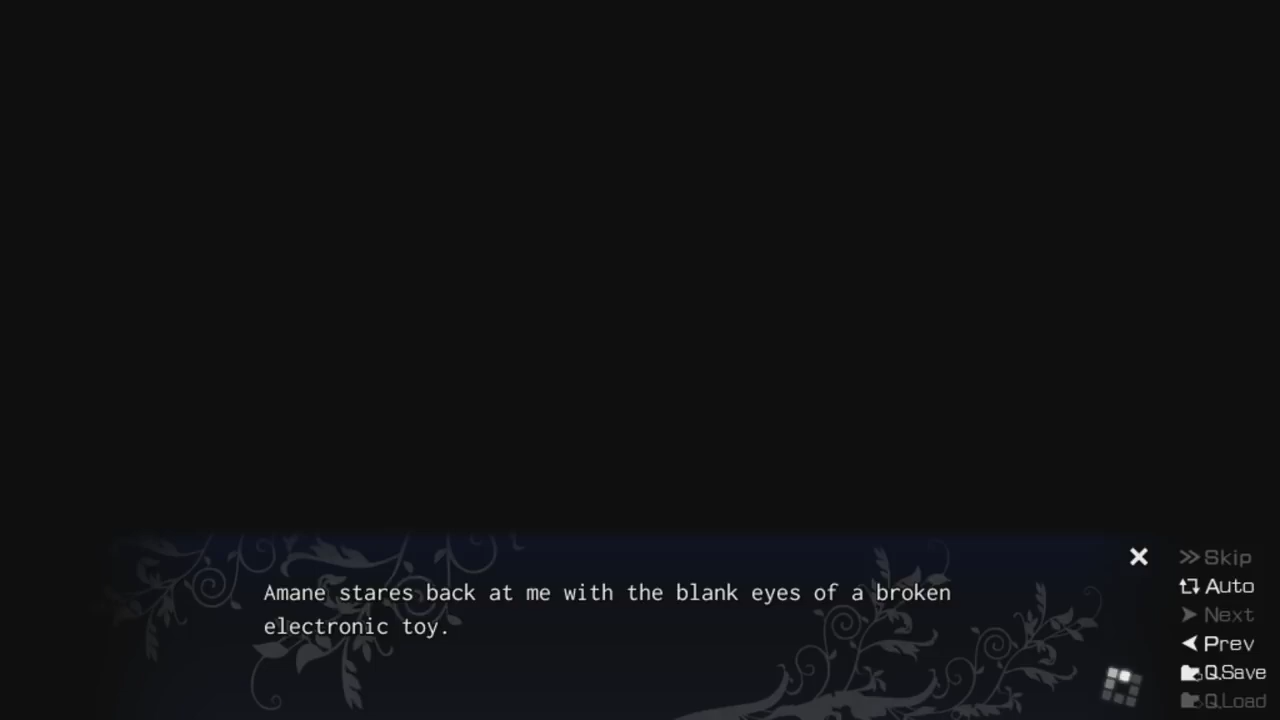 Amane stares back at me with the blank eyes of a broken
electronic toy.
Skip
Auto
Next
Prev
Q.Save
Q.Load